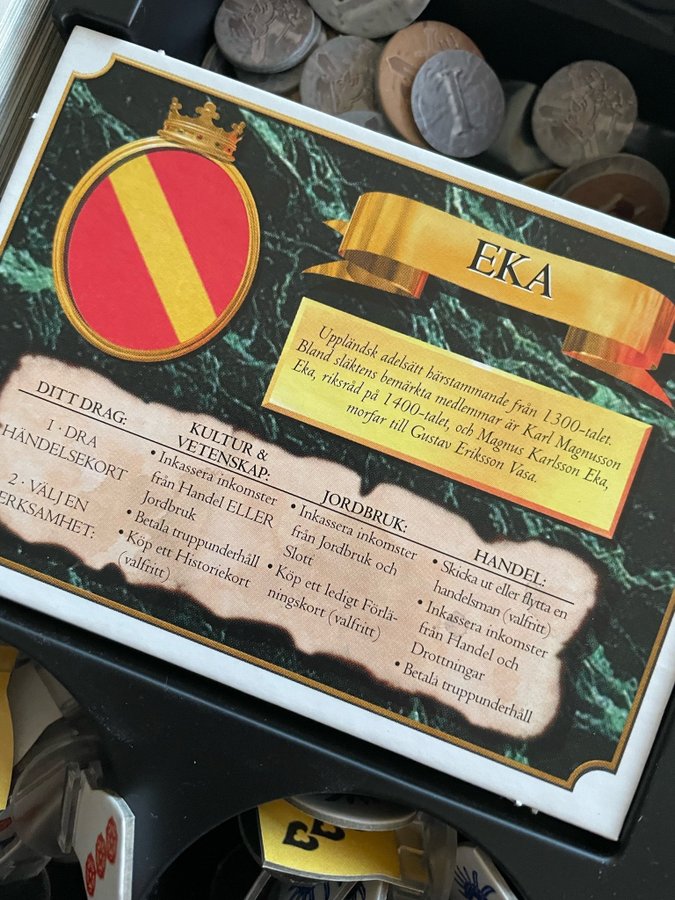 EKA
Uppländsk adelsätt härstammande från 1300-talet.
Bland släktens bemärkta medlemmar är Karl Magnusson
Eka, riksråd på 1400-talet, och Magnus Karlsson Eka,
morfar till Gustav Eriksson Vasa.
DITT DRAG:
1 · DRA
HÄNDELSEKORT
2 · VÄLJ EN
ERKSAMHET:
KULTUR &
VETENSKAP:
• Inkassera inkomster
från Handel ELLER
Jordbruk
• Betala truppunderhåll
• Köp ett Historiekort
(valfritt)
JORDBRUK:
• Inkassera inkomster
från Jordbruk och
Slott
• Köp ett ledigt Förlä-
ningskort (valfritt)
HANDEL:
• Skicka ut eller flytta en
handelsman (valfritt)
• Inkassera inkomster
från Handel och
Drottningar
• Betala truppunderhåll
I